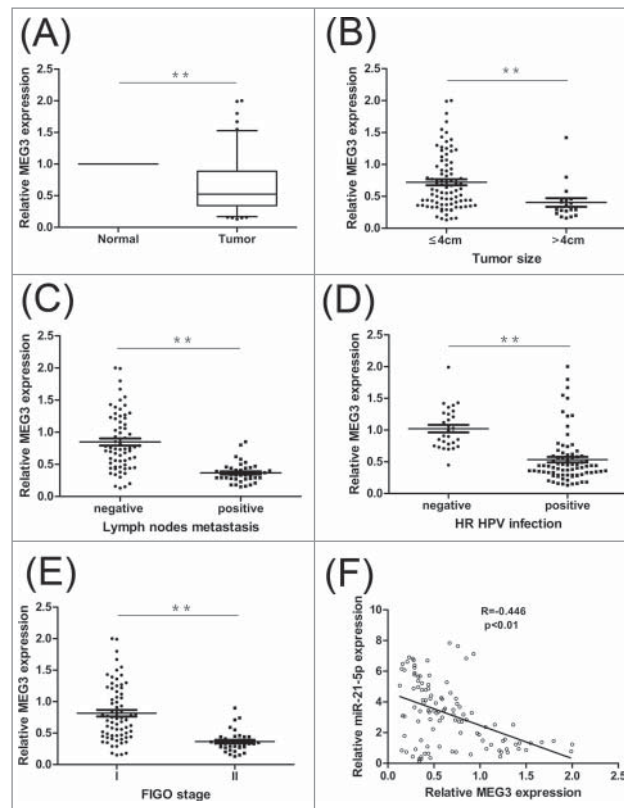 (A)
**
Relative MEG3 expression
2.5
2.0
1.5
1.0
0.5
0.0
Normal Tumor
(B)
**
Relative MEG3 expression
2.5
2.0
1.5
1.0
0.5
0.0
≤4cm >4cm
Tumor size
(C)
**
Relative MEG3 expression
2.5
2.0
1.5
1.0
0.5
0.0
negative positive
Lymph nodes metastasis
(D)
**
Relative MEG3 expression
2.5
2.0
1.5
1.0
0.5
0.0
negative positive
HR HPV infection
(E)
**
Relative MEG3 expression
2.5
2.0
1.5
1.0
0.5
0.0
I II
FIGO stage
(F)
R=-0.446
p<0.01
Relative miR-21-5p expression
10
8
6
4
2
0
0.0 0.5 1.0 1.5 2.0 2.5
Relative MEG3 expression